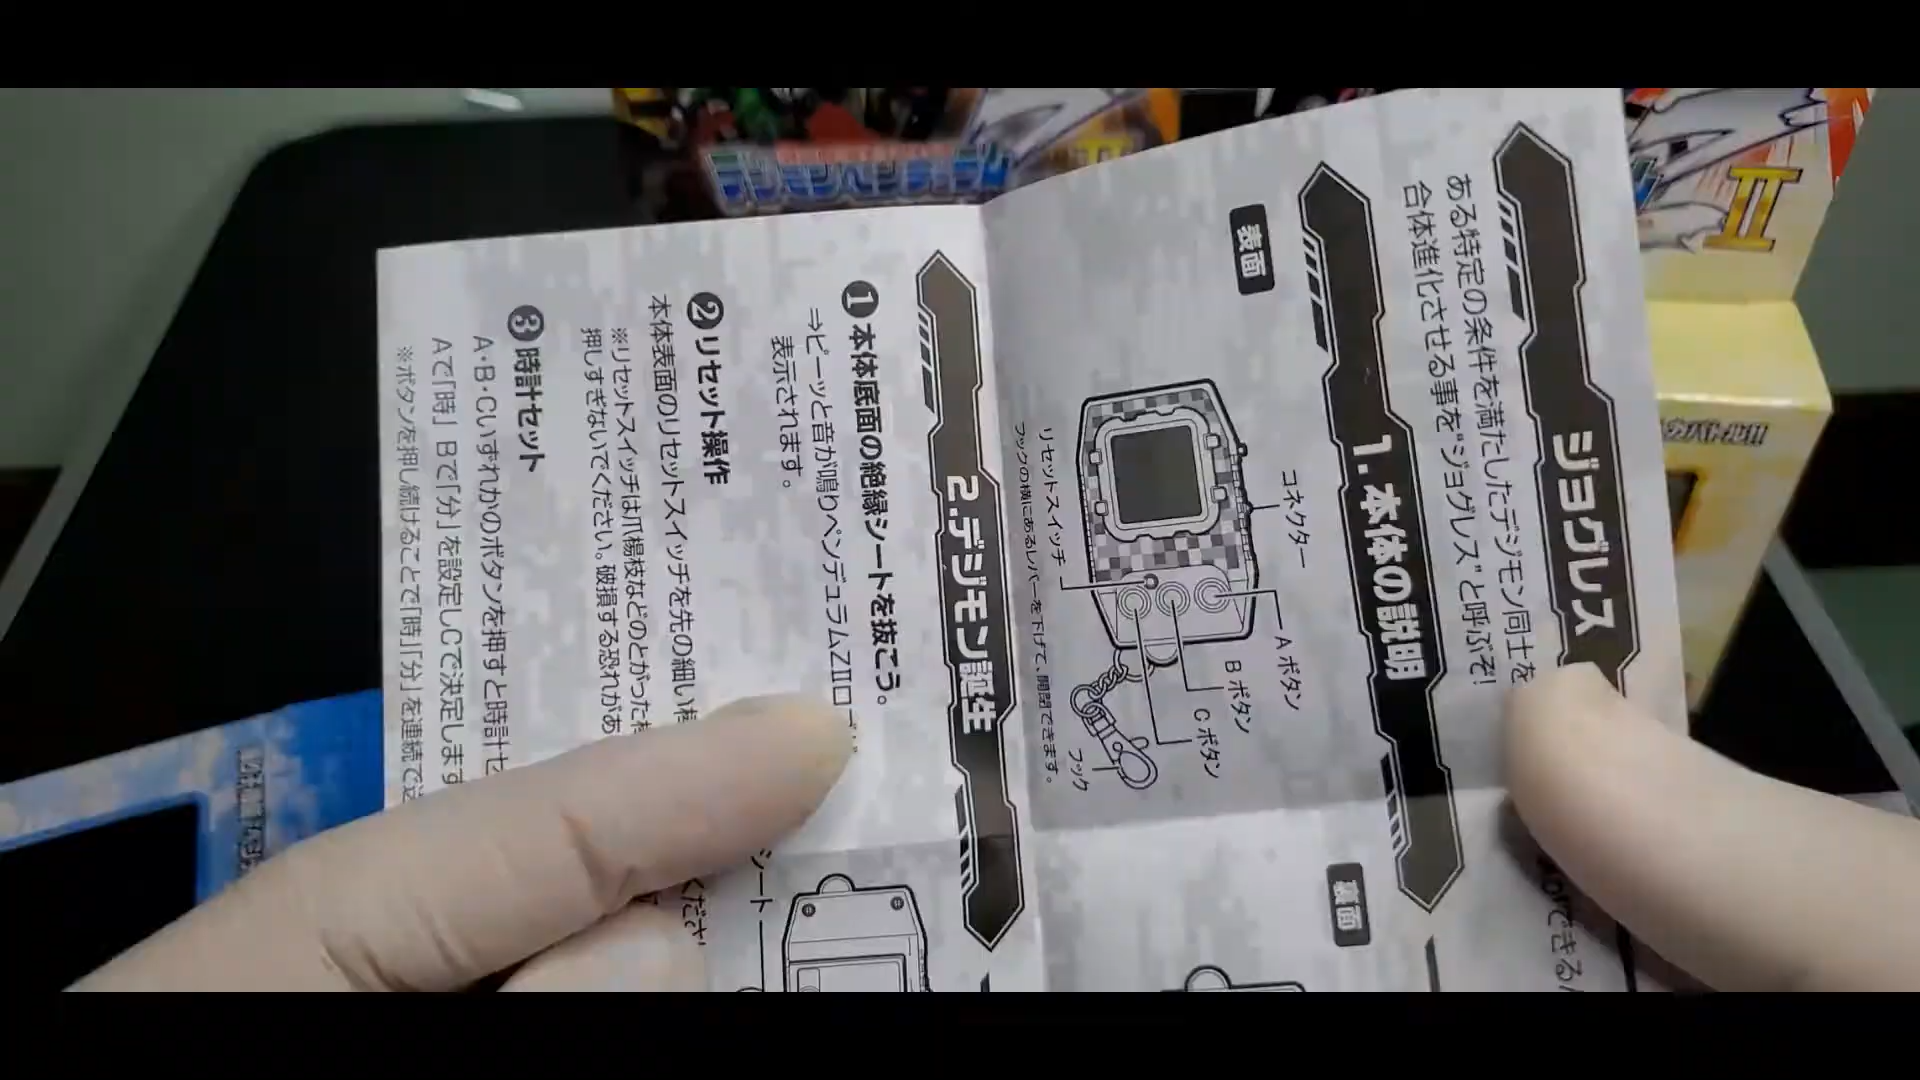 ジョグレス
ある特定の条件を満たしたデジモン同士を
合体進化させる事を"ジョグレス"と呼ぶぞ!
1.本体の説明
表面
コネクター
Aボタン
Bボタン
Cボタン
フック
リセットスイッチ
フックの横にあるレバーを下げて、開閉できます。
裏面
2.デジモン誕生
❶本体底面の絶縁シートを抜こう。
⇒ピーッと音が鳴りペンデュラムZⅡロ
表示されます。
❷リセット操作
本体表面のリセットスイッチを先の細い
※リセットスイッチは爪楊枝などのとがった
押しすぎないでください。破損する恐れがあ
❸時計セット
A・B・Cいずれかのボタンを押すと時計セ
Aで「時」Bで「分」を設定しCで決定します
※ボタンを押し続けることで「時」「分」を連続で
シート
くださ
できる
II